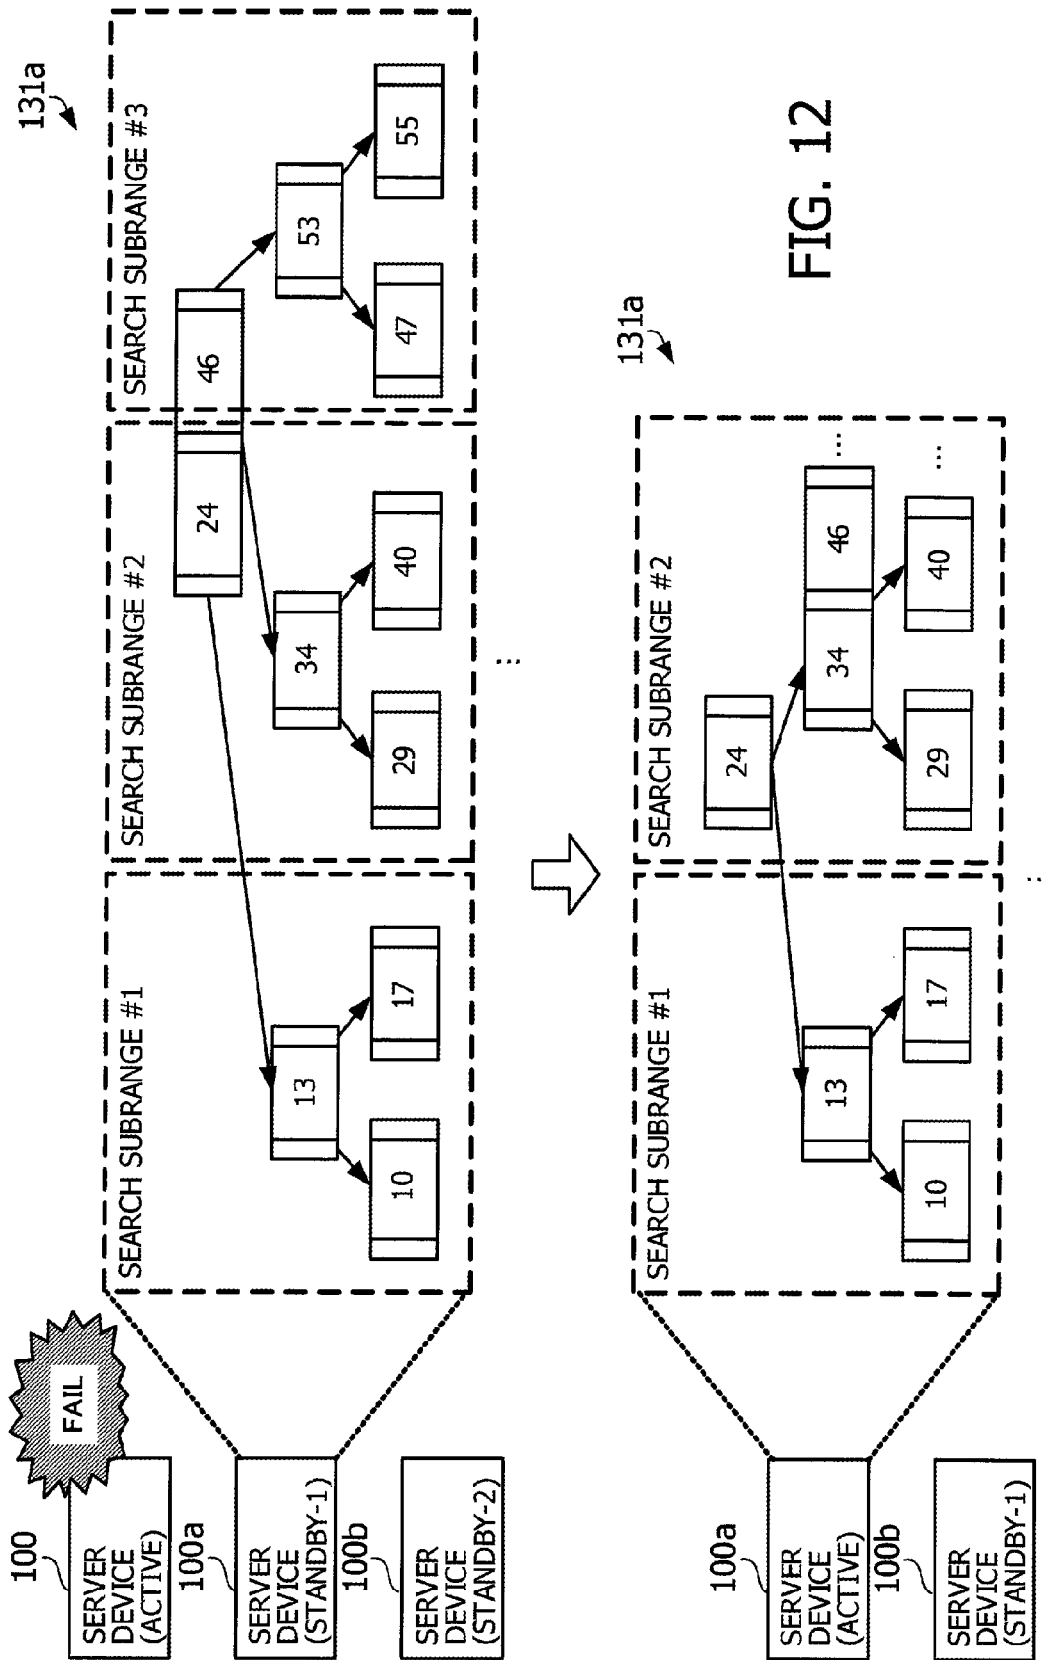 131a
100
SERVER
DEVICE
(ACTIVE)
FAIL
100a
SERVER
DEVICE
(STANDBY-1)
100b
SERVER
DEVICE
(STANDBY-2)
SEARCH SUBRANGE #1
13
10
17
SEARCH SUBRANGE #2
24
34
29
40
SEARCH SUBRANGE #3
46
53
47
55
...
131a
100a
SERVER
DEVICE
(ACTIVE)
100b
SERVER
DEVICE
(STANDBY-1)
SEARCH SUBRANGE #1
13
10
17
SEARCH SUBRANGE #2
24
34
46
...
29
40
...
..
FIG. 12